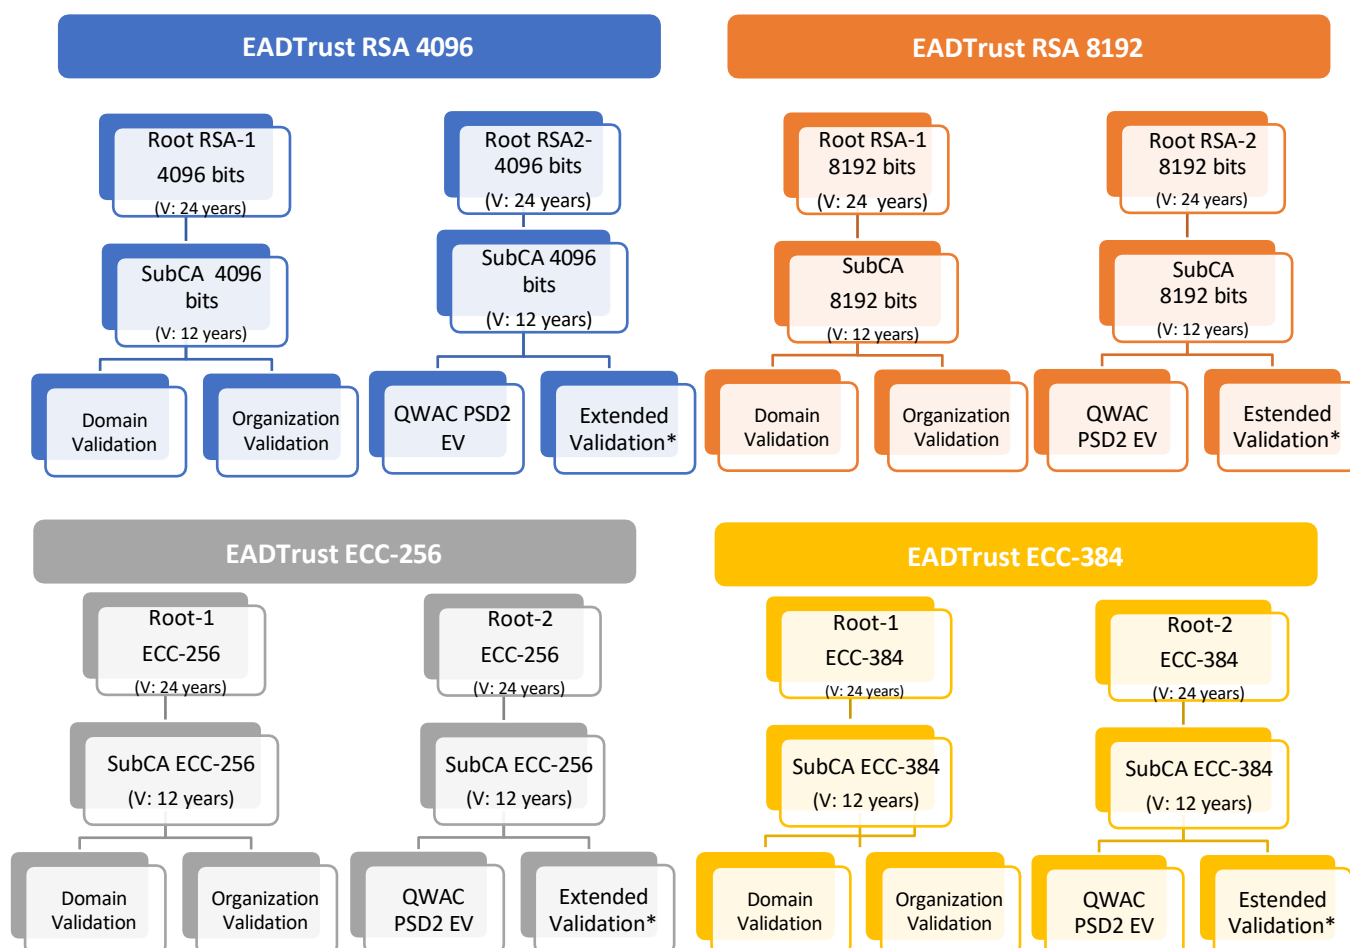 EADTrust RSA 4096
Root RSA-1
4096 bits
(V: 24 years)
Root RSA2-
4096 bits
(V: 24 years)
SubCA 4096
bits
(V: 12 years)
SubCA 4096
bits
(V: 12 years)
Domain
Validation
Organization
Validation
QWAC PSD2
EV
Extended
Validation*
EADTrust RSA 8192
Root RSA-1
8192 bits
(V: 24 years)
Root RSA-2
8192 bits
(V: 24 years)
SubCA
8192 bits
(V: 12 years)
SubCA
8192 bits
(V: 12 years)
Domain
Validation
Organization
Validation
QWAC
PSD2 EV
Estended
Validation*
EADTrust ECC-256
Root-1
ECC-256
(V: 24 years)
Root-2
ECC-256
(V: 24 years)
SubCA ECC-256
(V: 12 years)
SubCA ECC-256
(V: 12 years)
Domain
Validation
Organization
Validation
QWAC
PSD2 EV
Extended
Validation*
EADTrust ECC-384
Root-1
ECC-384
(V: 24 years)
Root-2
ECC-384
(V: 24 years)
SubCA ECC-384
(V: 12 years)
SubCA ECC-384
(V: 12 years)
Domain
Validation
Organization
Validation
QWAC
PSD2 EV
Estended
Validation*